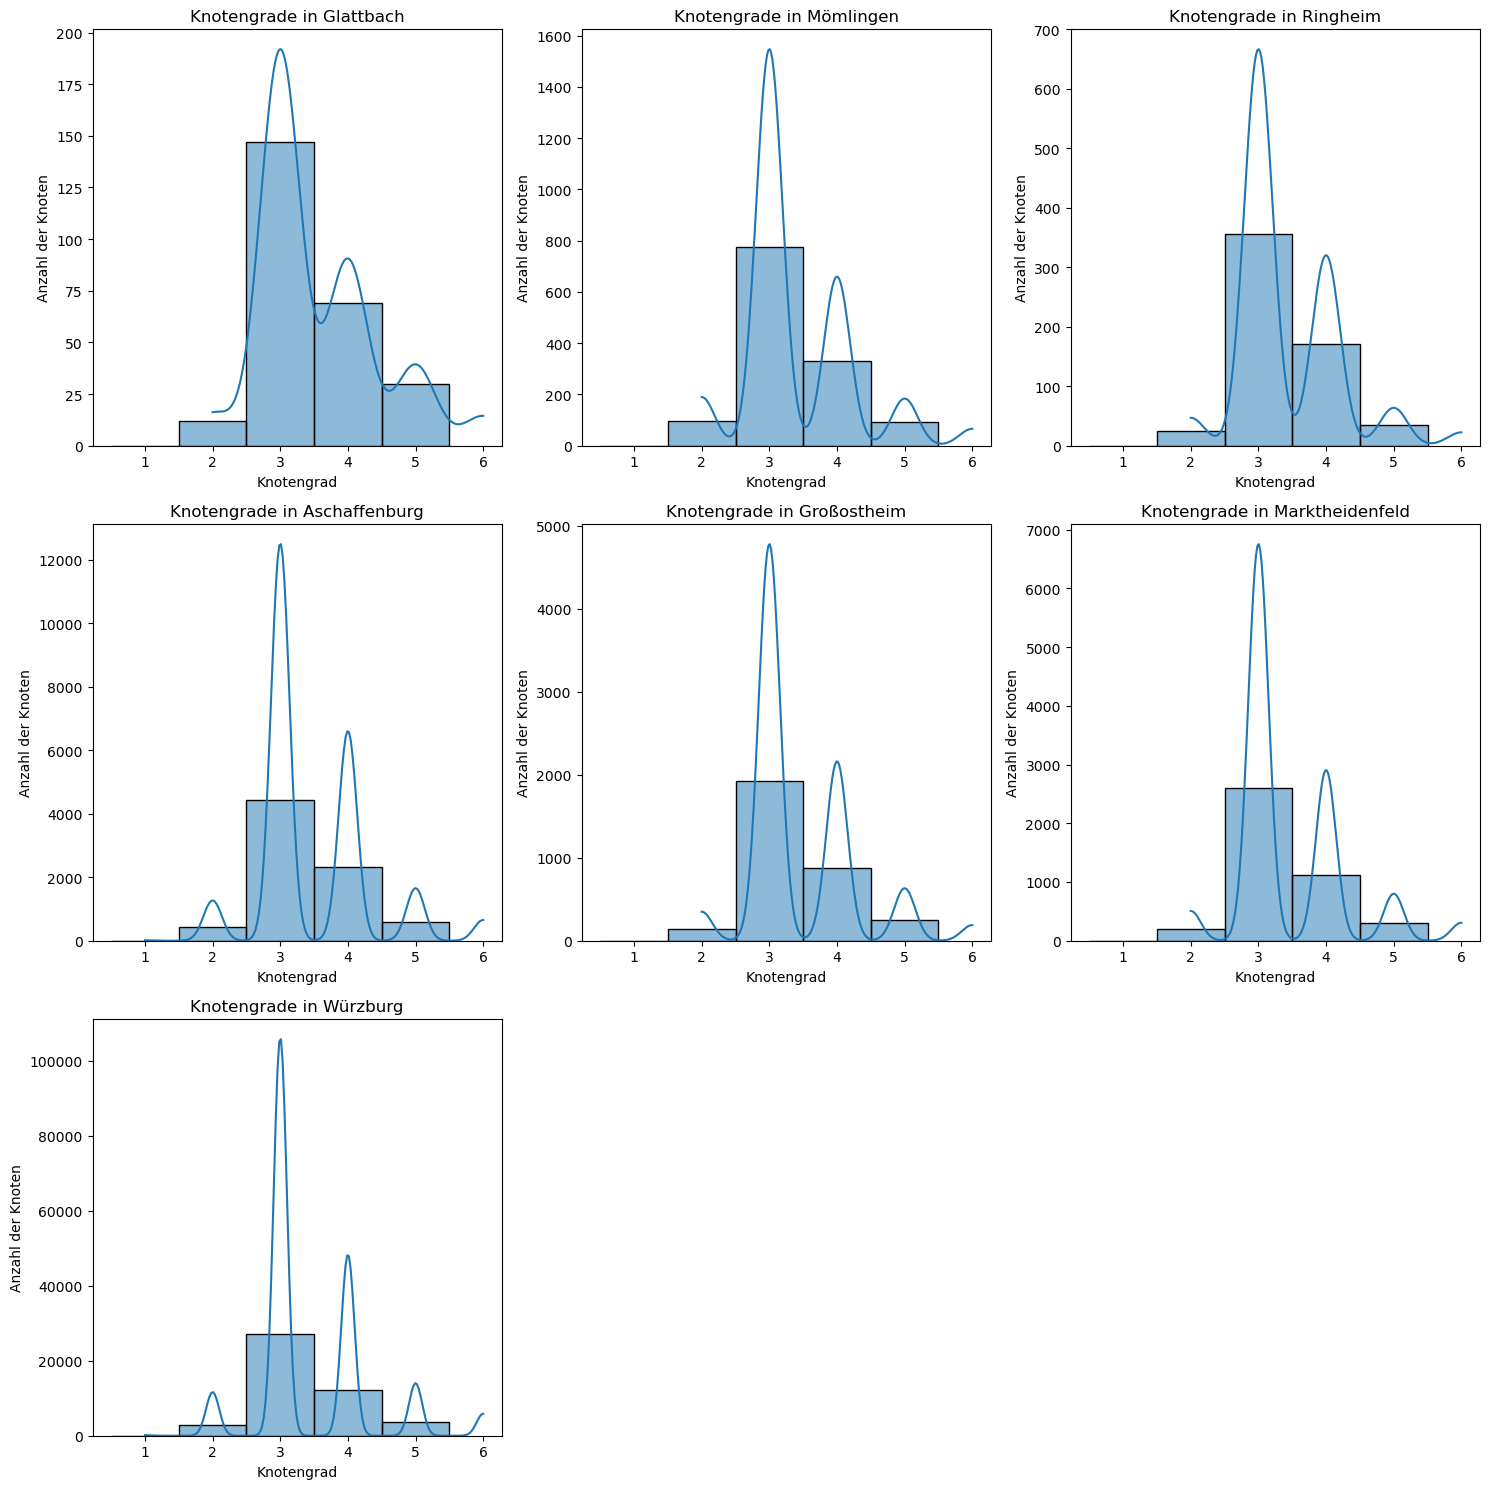 Knotengrade in Glattbach
Anzahl der Knoten
200
175
150
125
100
75
50
25
0
1 2 3 4 5 6
Knotengrad
Knotengrade in Mömlingen
Anzahl der Knoten
1600
1400
1200
1000
800
600
400
200
0
1 2 3 4 5 6
Knotengrad
Knotengrade in Ringheim
Anzahl der Knoten
700
600
500
400
300
200
100
0
1 2 3 4 5 6
Knotengrad
Knotengrade in Aschaffenburg
Anzahl der Knoten
12000
10000
8000
6000
4000
2000
0
1 2 3 4 5 6
Knotengrad
Knotengrade in Großostheim
Anzahl der Knoten
5000
4000
3000
2000
1000
0
1 2 3 4 5 6
Knotengrad
Knotengrade in Marktheidenfeld
Anzahl der Knoten
7000
6000
5000
4000
3000
2000
1000
0
1 2 3 4 5 6
Knotengrad
Knotengrade in Würzburg
Anzahl der Knoten
100000
80000
60000
40000
20000
0
1 2 3 4 5 6
Knotengrad